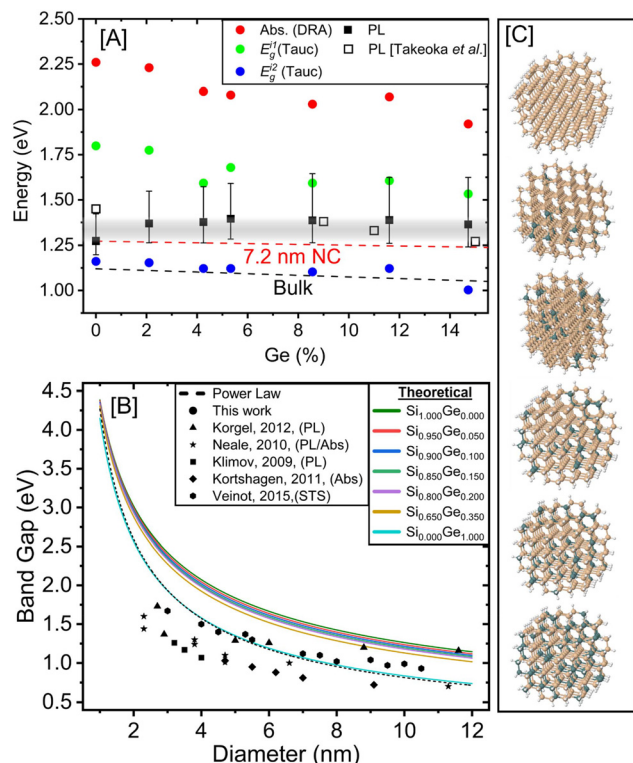 [A]
Abs. (DRA)
E_g^{i1}(Tauc)
E_g^{i2} (Tauc)
PL
PL [Takeoka et al.]
2.50
2.25
2.00
1.75
1.50
1.25
1.00
Energy (eV)
7.2 nm NC
Bulk
0 2 4 6 8 10 12 14
Ge (%)
[B]
Power Law
This work
Korgel, 2012, (PL)
Neale, 2010, (PL/Abs)
Klimov, 2009, (PL)
Kortshagen, 2011, (Abs)
Veinot, 2015,(STS)
Theoretical
Si1.000Ge0.000
Si0.950Ge0.050
Si0.900Ge0.100
Si0.850Ge0.150
Si0.800Ge0.200
Si0.650Ge0.350
Si0.000Ge1.000
4.5
4.0
3.5
3.0
2.5
2.0
1.5
1.0
0.5
Band Gap (eV)
2 4 6 8 10 12
Diameter (nm)
[C]